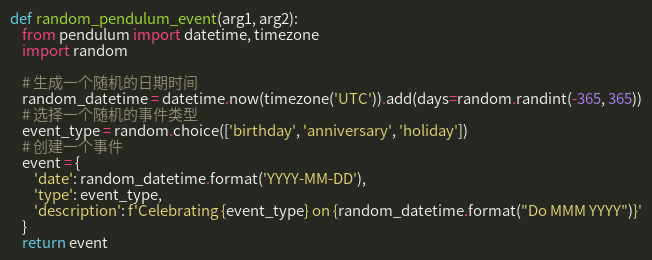 def random_pendulum_event(arg1, arg2):
    from pendulum import datetime, timezone
    import random

    # 生成一个随机的日期时间
    random_datetime = datetime.now(timezone('UTC')).add(days=random.randint(-365, 365))
    # 选择一个随机的事件类型
    event_type = random.choice(['birthday', 'anniversary', 'holiday'])
    # 创建一个事件
    event = {
        'date': random_datetime.format('YYYY-MM-DD'),
        'type': event_type,
        'description': f'Celebrating {event_type} on {random_datetime.format("Do MMM YYYY")}'
    }
    return event